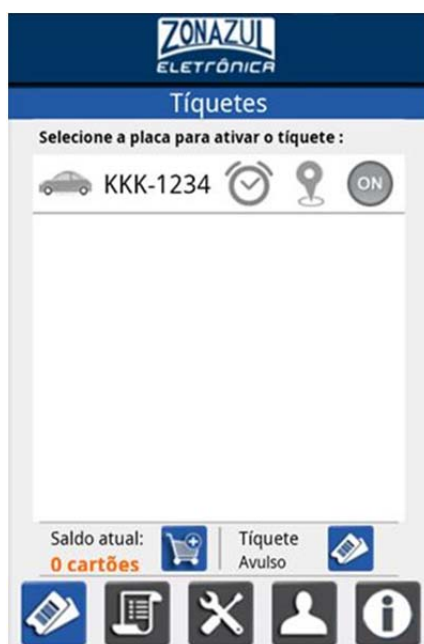 ZONAZUL
ELETRÔNICA
Tíquetes
Selecione a placa para ativar o tíquete :
KKK-1234 ON
Saldo atual:
0 cartões
Tíquete
Avulso